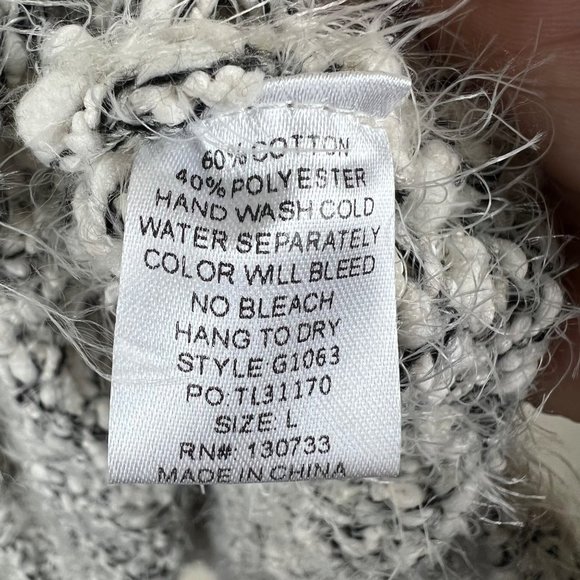 60% COTTON
40% POLYESTER
HAND WASH COLD
WATER SEPARATELY
COLOR WILL BLEED
NO BLEACH
HANG TO DRY
STYLE:G1063
PO:TL31170
SIZE: L
RN#: 130733
MADE IN CHINA